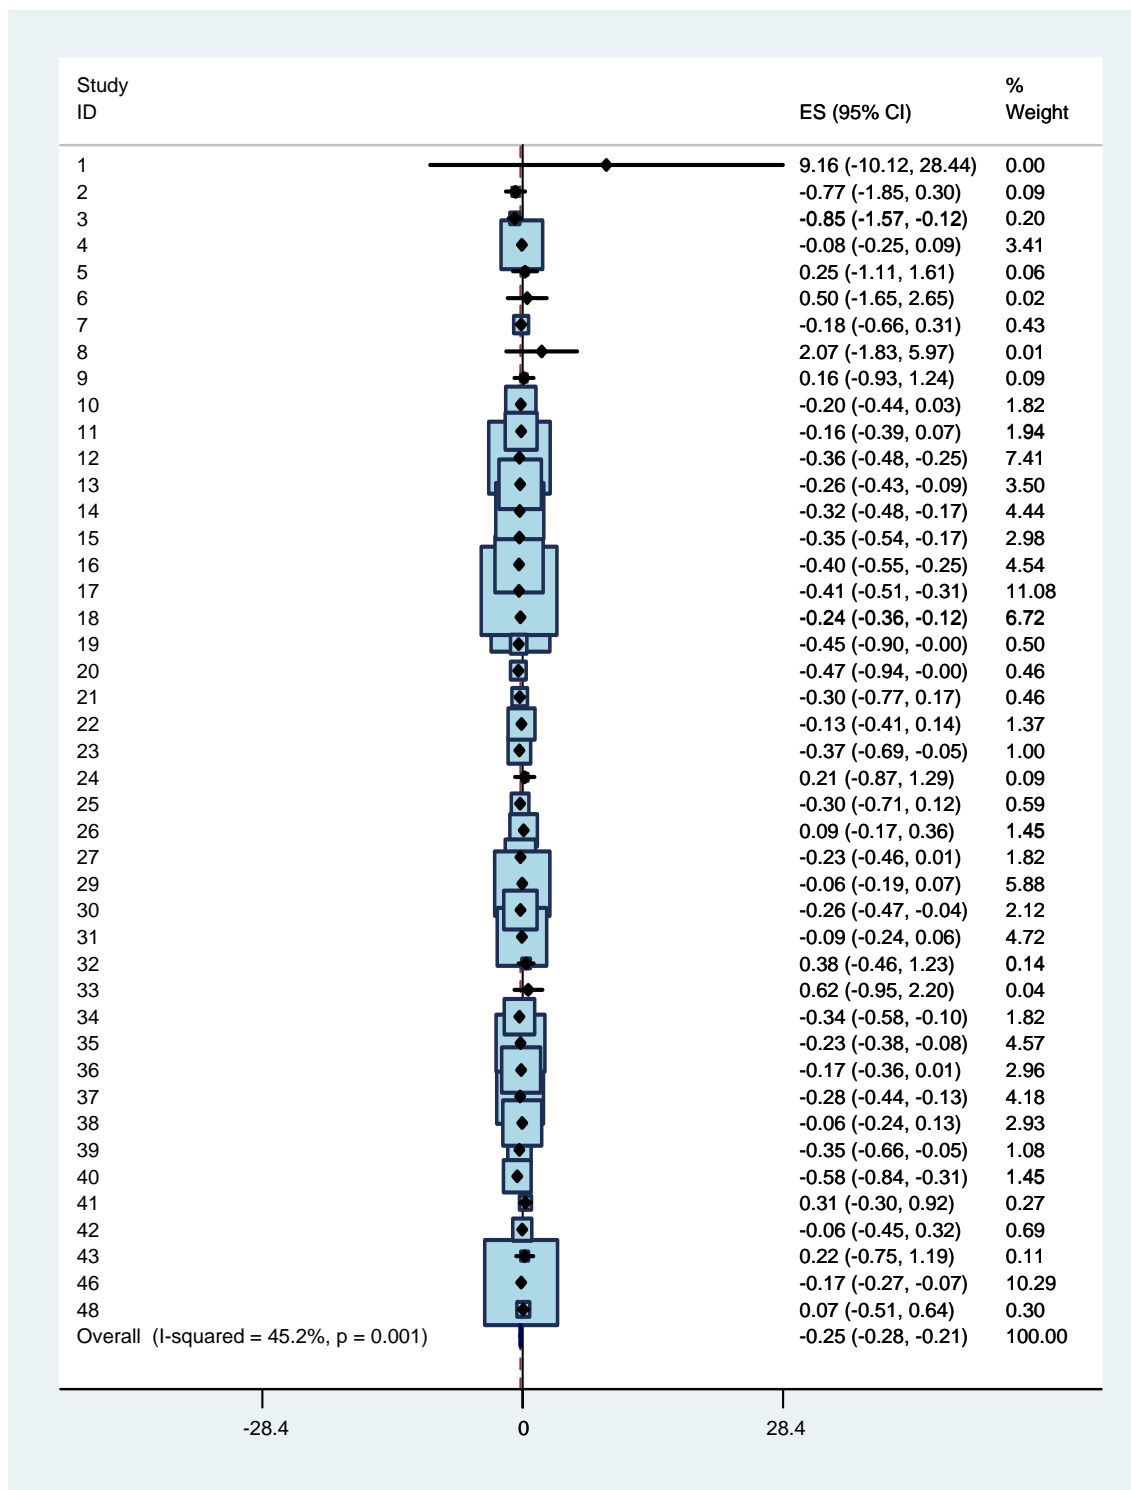 Study %
ID ES (95% CI) Weight
1 9.16 (-10.12, 28.44) 0.00
2 -0.77 (-1.85, 0.30) 0.09
3 -0.85 (-1.57, -0.12) 0.20
4 -0.08 (-0.25, 0.09) 3.41
5 0.25 (-1.11, 1.61) 0.06
6 0.50 (-1.65, 2.65) 0.02
7 -0.18 (-0.66, 0.31) 0.43
8 2.07 (-1.83, 5.97) 0.01
9 0.16 (-0.93, 1.24) 0.09
10 -0.20 (-0.44, 0.03) 1.82
11 -0.16 (-0.39, 0.07) 1.94
12 -0.36 (-0.48, -0.25) 7.41
13 -0.26 (-0.43, -0.09) 3.50
14 -0.32 (-0.48, -0.17) 4.44
15 -0.35 (-0.54, -0.17) 2.98
16 -0.40 (-0.55, -0.25) 4.54
17 -0.41 (-0.51, -0.31) 11.08
18 -0.24 (-0.36, -0.12) 6.72
19 -0.45 (-0.90, -0.00) 0.50
20 -0.47 (-0.94, -0.00) 0.46
21 -0.30 (-0.77, 0.17) 0.46
22 -0.13 (-0.41, 0.14) 1.37
23 -0.37 (-0.69, -0.05) 1.00
24 0.21 (-0.87, 1.29) 0.09
25 -0.30 (-0.71, 0.12) 0.59
26 0.09 (-0.17, 0.36) 1.45
27 -0.23 (-0.46, 0.01) 1.82
29 -0.06 (-0.19, 0.07) 5.88
30 -0.26 (-0.47, -0.04) 2.12
31 -0.09 (-0.24, 0.06) 4.72
32 0.38 (-0.46, 1.23) 0.14
33 0.62 (-0.95, 2.20) 0.04
34 -0.34 (-0.58, -0.10) 1.82
35 -0.23 (-0.38, -0.08) 4.57
36 -0.17 (-0.36, 0.01) 2.96
37 -0.28 (-0.44, -0.13) 4.18
38 -0.06 (-0.24, 0.13) 2.93
39 -0.35 (-0.66, -0.05) 1.08
40 -0.58 (-0.84, -0.31) 1.45
41 0.31 (-0.30, 0.92) 0.27
42 -0.06 (-0.45, 0.32) 0.69
43 0.22 (-0.75, 1.19) 0.11
46 -0.17 (-0.27, -0.07) 10.29
48 0.07 (-0.51, 0.64) 0.30
Overall (I-squared = 45.2%, p = 0.001) -0.25 (-0.28, -0.21) 100.00
-28.4 0 28.4